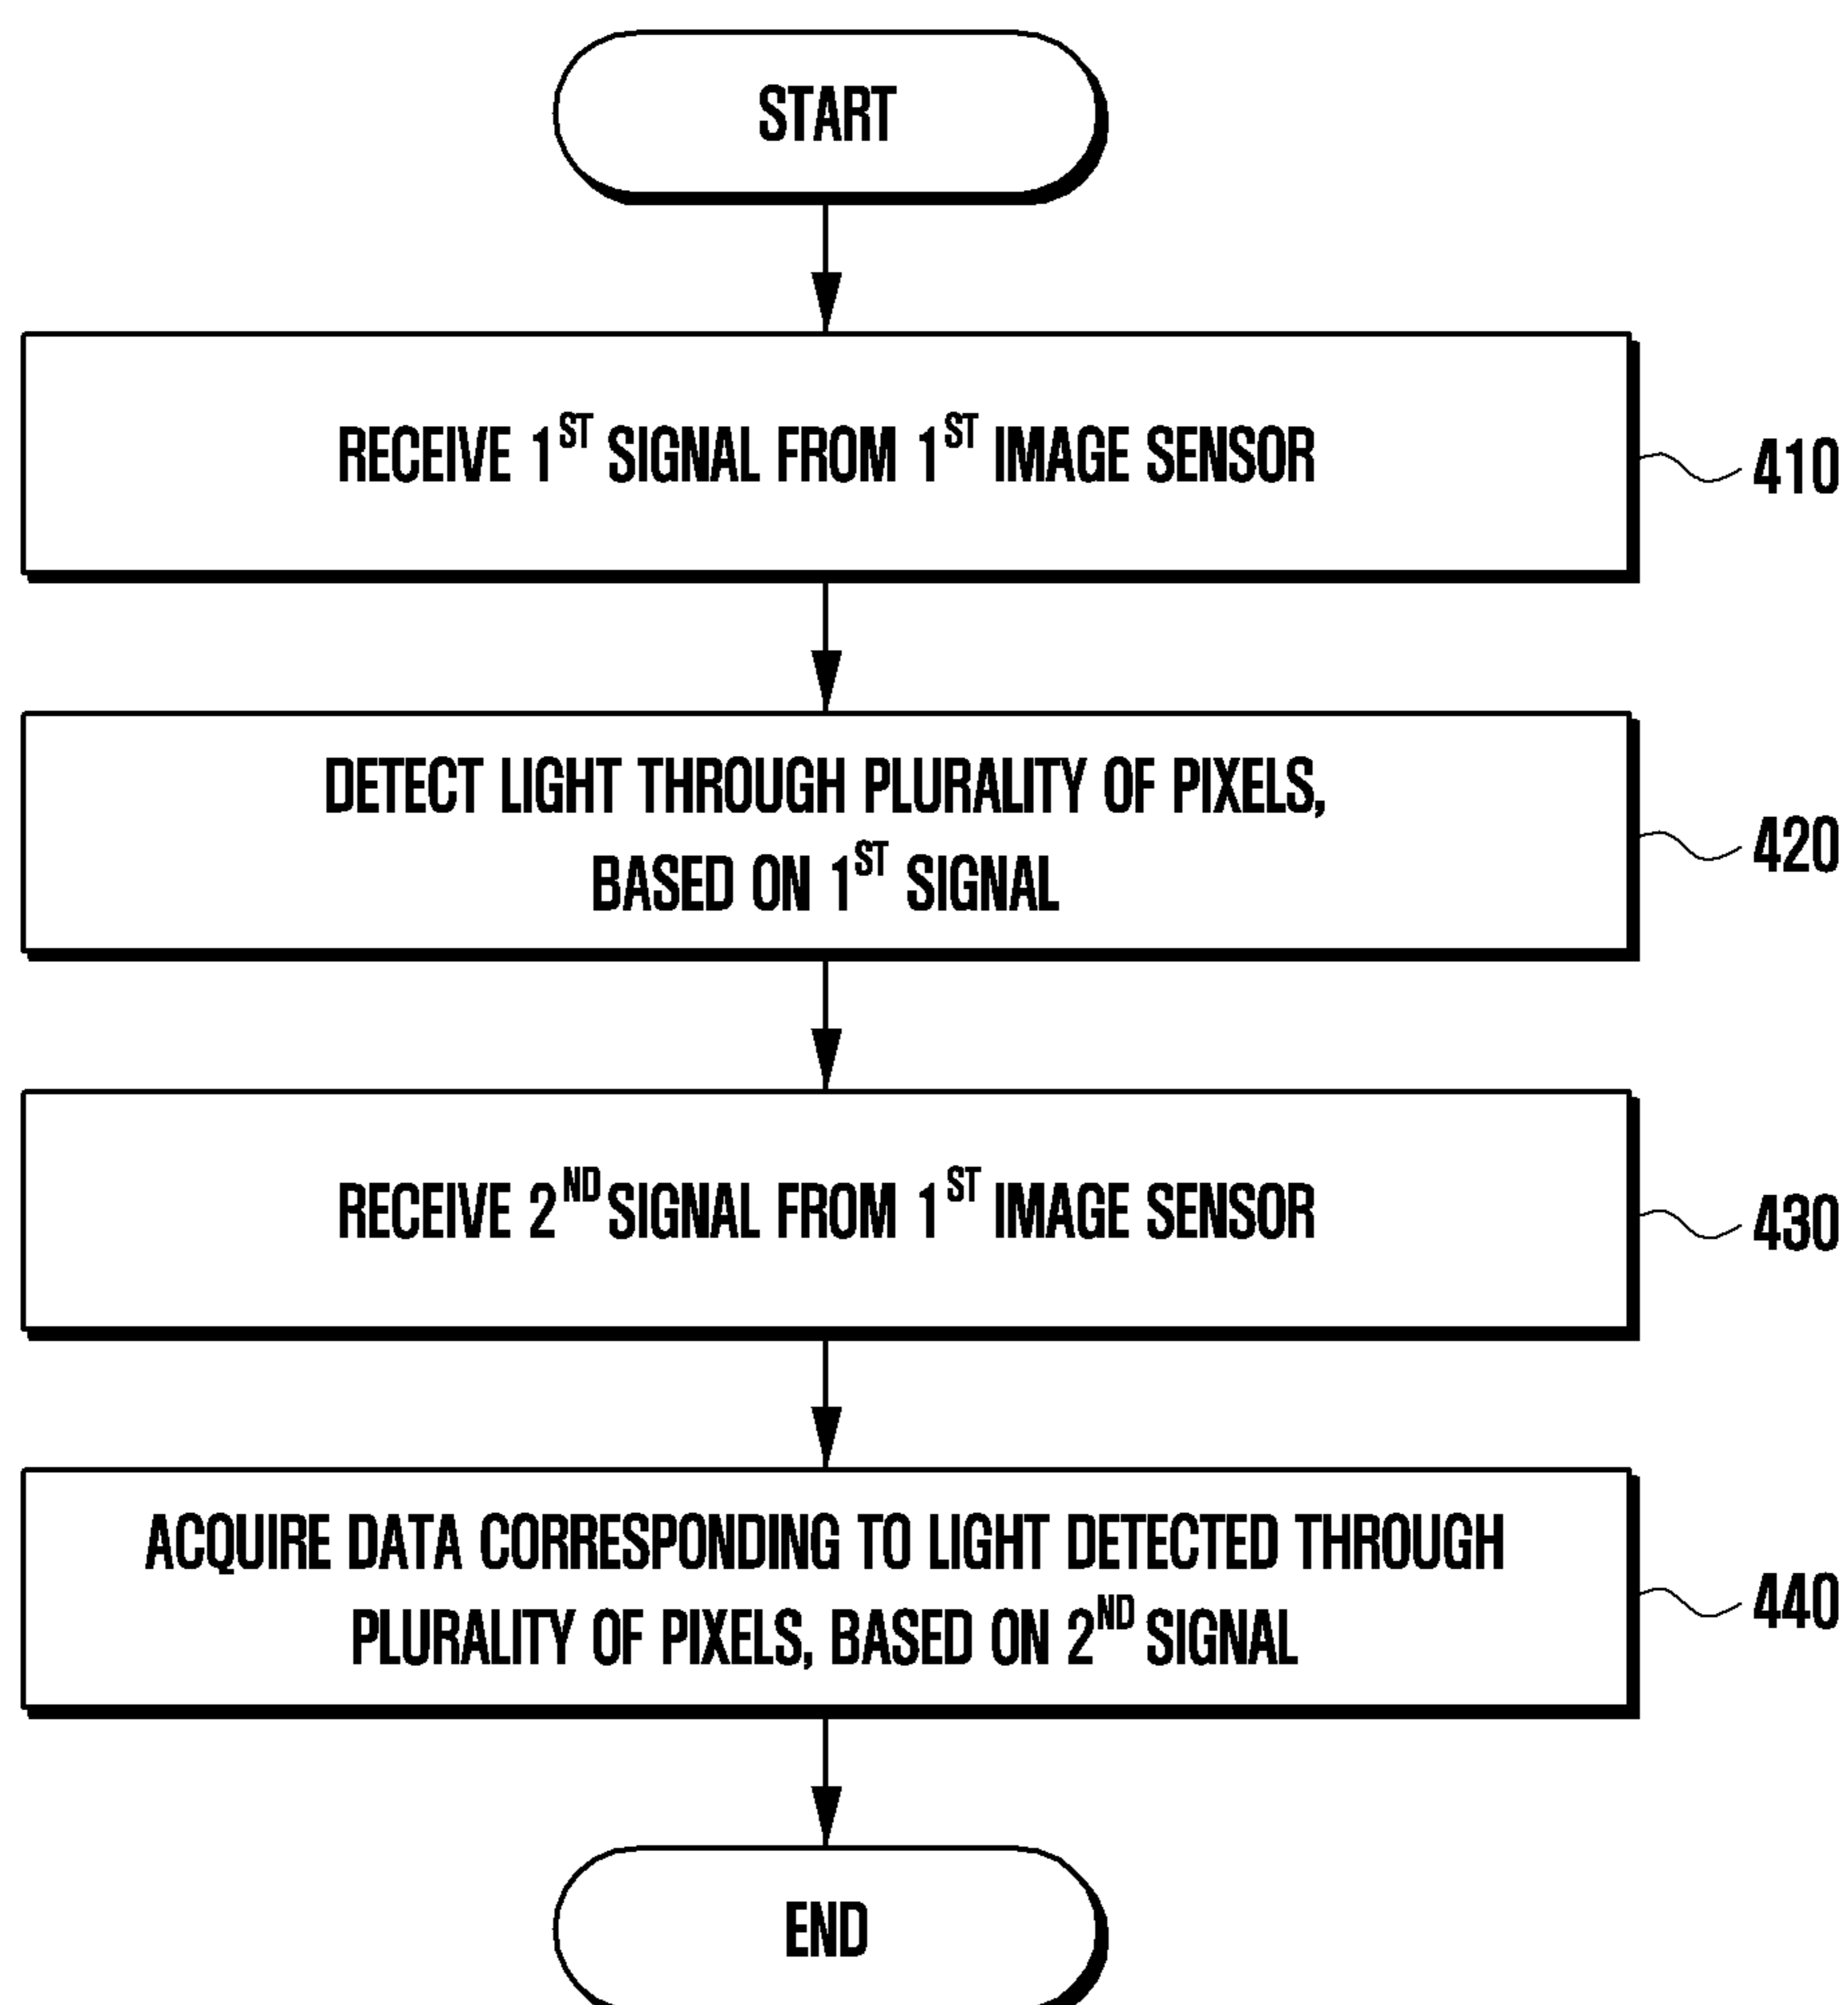 START
RECEIVE 1ST SIGNAL FROM 1ST IMAGE SENSOR
410
DETECT LIGHT THROUGH PLURALITY OF PIXELS,
BASED ON 1ST SIGNAL
420
RECEIVE 2ND SIGNAL FROM 1ST IMAGE SENSOR
430
ACQUIRE DATA CORRESPONDING TO LIGHT DETECTED THROUGH
PLURALITY OF PIXELS, BASED ON 2ND SIGNAL
440
END